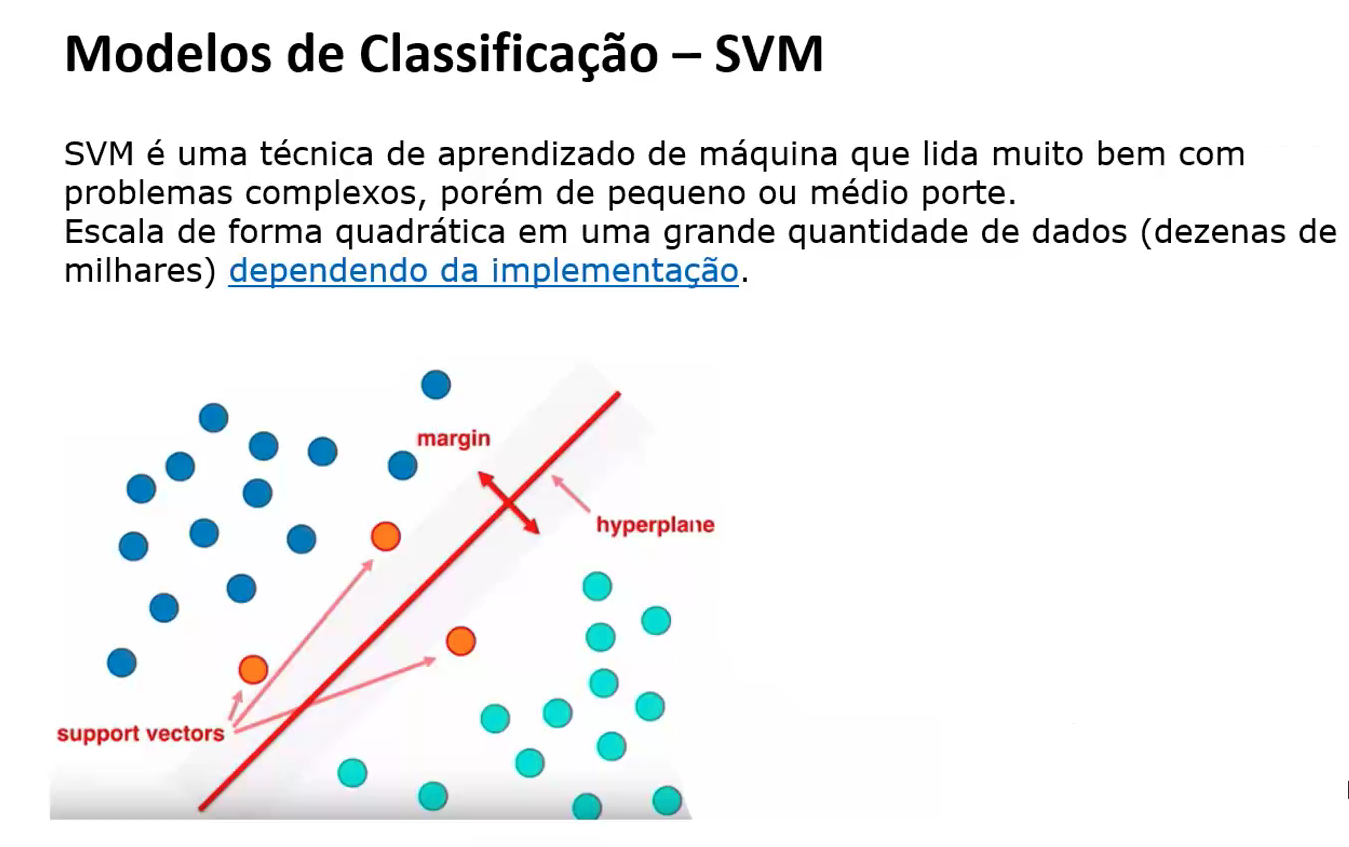 Modelos de Classificação – SVM
SVM é uma técnica de aprendizado de máquina que lida muito bem com
problemas complexos, porém de pequeno ou médio porte.
Escala de forma quadrática em uma grande quantidade de dados (dezenas de
milhares) dependendo da implementação.
margin
hyperplane
support vectors